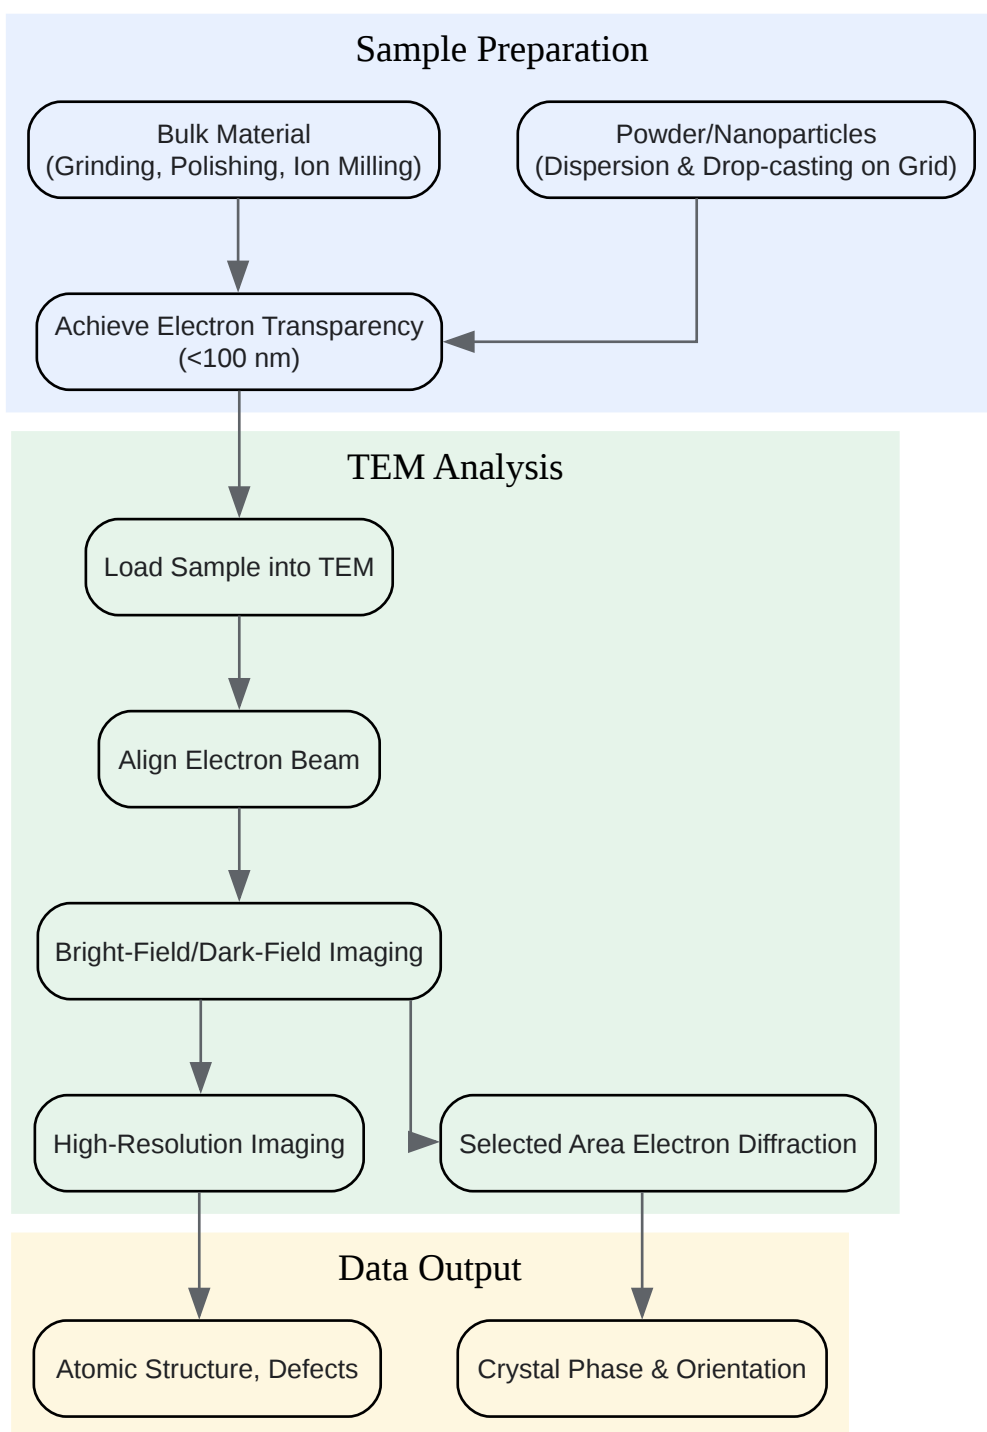 Sample Preparation
Bulk Material
(Grinding, Polishing, Ion Milling)
Powder/Nanoparticles
(Dispersion & Drop-casting on Grid)
Achieve Electron Transparency
(<100 nm)
TEM Analysis
Load Sample into TEM
Align Electron Beam
Bright-Field/Dark-Field Imaging
High-Resolution Imaging
Selected Area Electron Diffraction
Data Output
Atomic Structure, Defects
Crystal Phase & Orientation